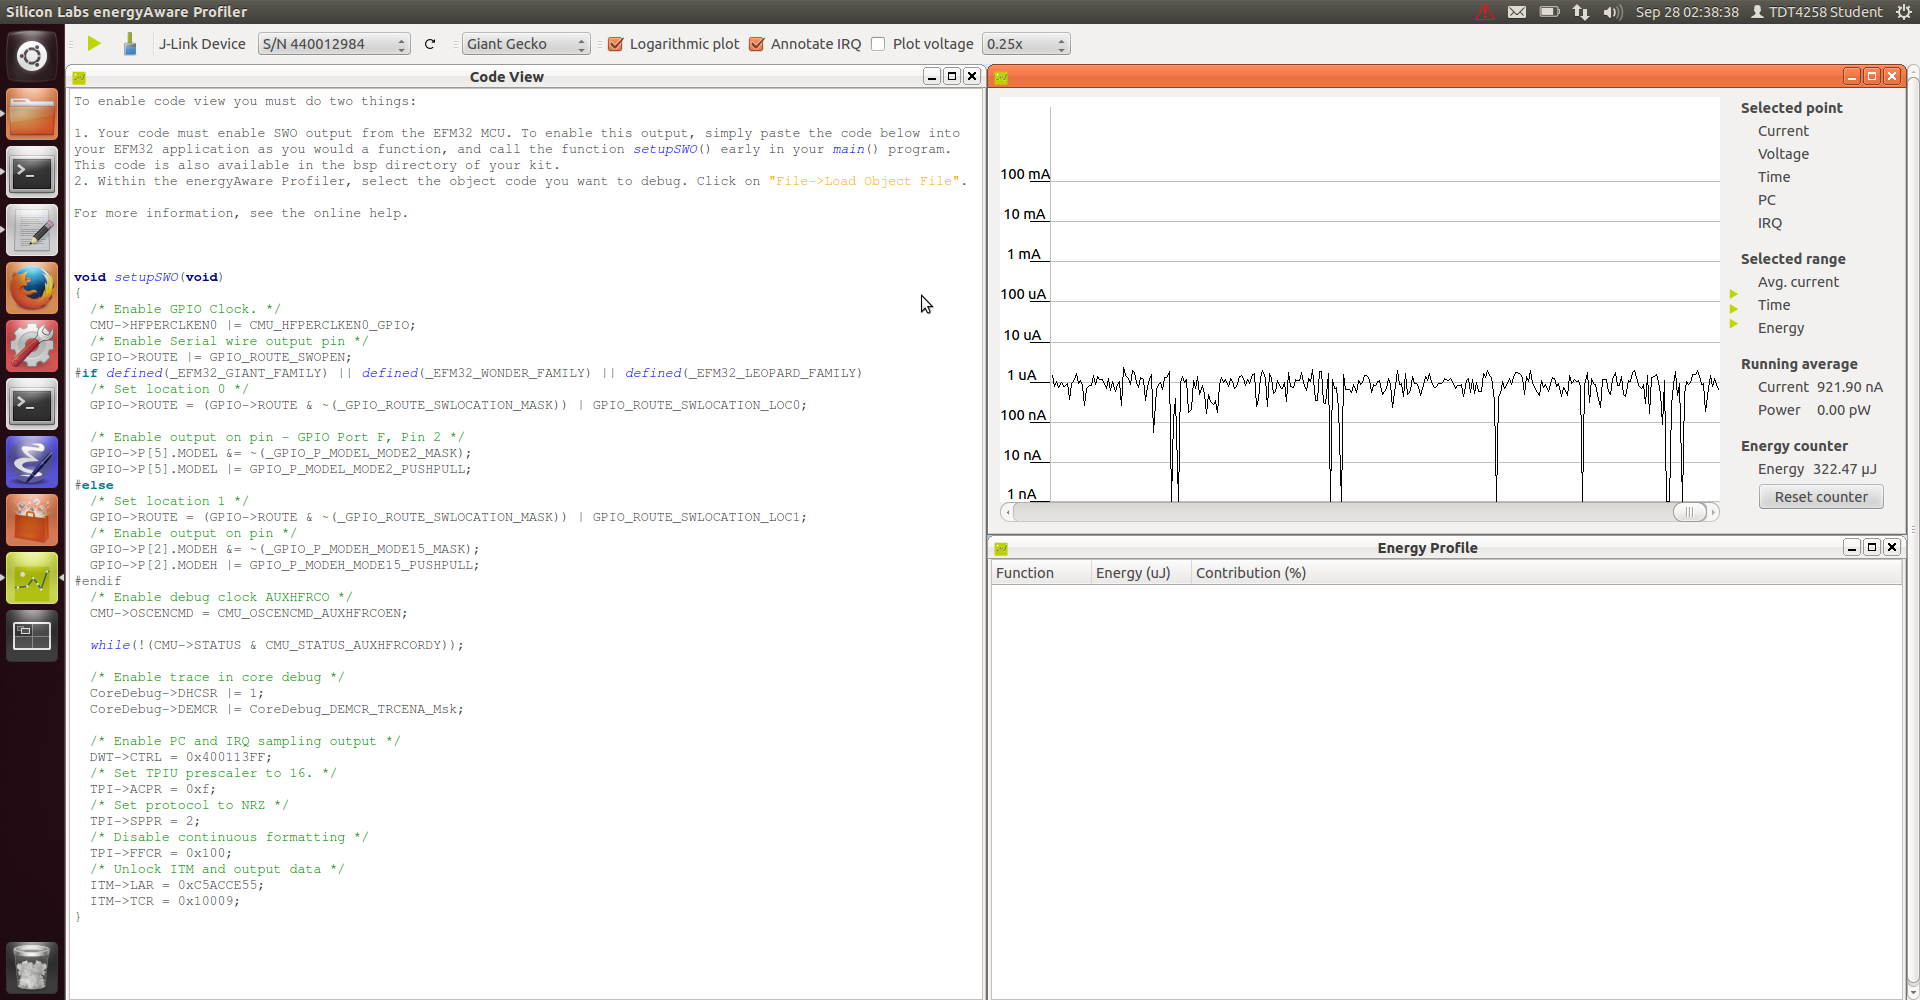 Silicon Labs energyAware Profiler
Sep 28 02:38:38
TDT4258 Student
J-Link Device
S/N 440012984
Giant Gecko
Logarithmic plot
Annotate IRQ
Plot voltage
0.25x
Code View
To enable code view you must do two things:
1. Your code must enable SWO output from the EFM32 MCU. To enable this output, simply paste the code below into
your EFM32 application as you would a function, and call the function setupSWO() early in your main() program.
This code is also available in the bsp directory of your kit.
2. Within the energyAware Profiler, select the object code you want to debug. Click on "File->Load Object File".
For more information, see the online help.
void setupSWO(void)
{
/* Enable GPIO Clock. */
CMU->HFPERCLKEN0 |= CMU_HFPERCLKEN0_GPIO;
/* Enable Serial wire output pin */
GPIO->ROUTE |= GPIO_ROUTE_SWOPEN;
#if defined(_EFM32_GIANT_FAMILY) || defined(_EFM32_WONDER_FAMILY) || defined(_EFM32_LEOPARD_FAMILY)
/* Set location 0 */
GPIO->ROUTE = (GPIO->ROUTE & ~(_GPIO_ROUTE_SWLOCATION_MASK)) | GPIO_ROUTE_SWLOCATION_LOC0;
/* Enable output on pin - GPIO Port F, Pin 2 */
GPIO->P[5].MODEL &= ~(_GPIO_P_MODEL_MODE2_MASK);
GPIO->P[5].MODEL |= GPIO_P_MODEL_MODE2_PUSHPULL;
#else
/* Set location 1 */
GPIO->ROUTE = (GPIO->ROUTE & ~(_GPIO_ROUTE_SWLOCATION_MASK)) | GPIO_ROUTE_SWLOCATION_LOC1;
/* Enable output on pin */
GPIO->P[2].MODEH &= ~(_GPIO_P_MODEH_MODE15_MASK);
GPIO->P[2].MODEH |= GPIO_P_MODEH_MODE15_PUSHPULL;
#endif
/* Enable debug clock AUXHFRCO */
CMU->OSCENCMD = CMU_OSCENCMD_AUXHFRCOEN;
while(!(CMU->STATUS & CMU_STATUS_AUXHFRCORDY));
/* Enable trace in core debug */
CoreDebug->DHCSR |= 1;
CoreDebug->DEMCR |= CoreDebug_DEMCR_TRCENA_Msk;
/* Enable PC and IRQ sampling output */
DWT->CTRL = 0x400113FF;
/* Set TPIU prescaler to 16. */
TPI->ACPR = 0xf;
/* Set protocol to NRZ */
TPI->SPPR = 2;
/* Disable continuous formatting */
TPI->FFCR = 0x100;
/* Unlock ITM and output data */
ITM->LAR = 0xC5ACCE55;
ITM->TCR = 0x10009;
}
100 mA
10 mA
1 mA
100 uA
10 uA
1 uA
100 nA
10 nA
1 nA
Selected point
Current
Voltage
Time
PC
IRQ
Selected range
Avg. current
Time
Energy
Running average
Current 921.90 nA
Power 0.00 pW
Energy counter
Energy 322.47 µJ
Reset counter
Energy Profile
Function
Energy (uJ)
Contribution (%)